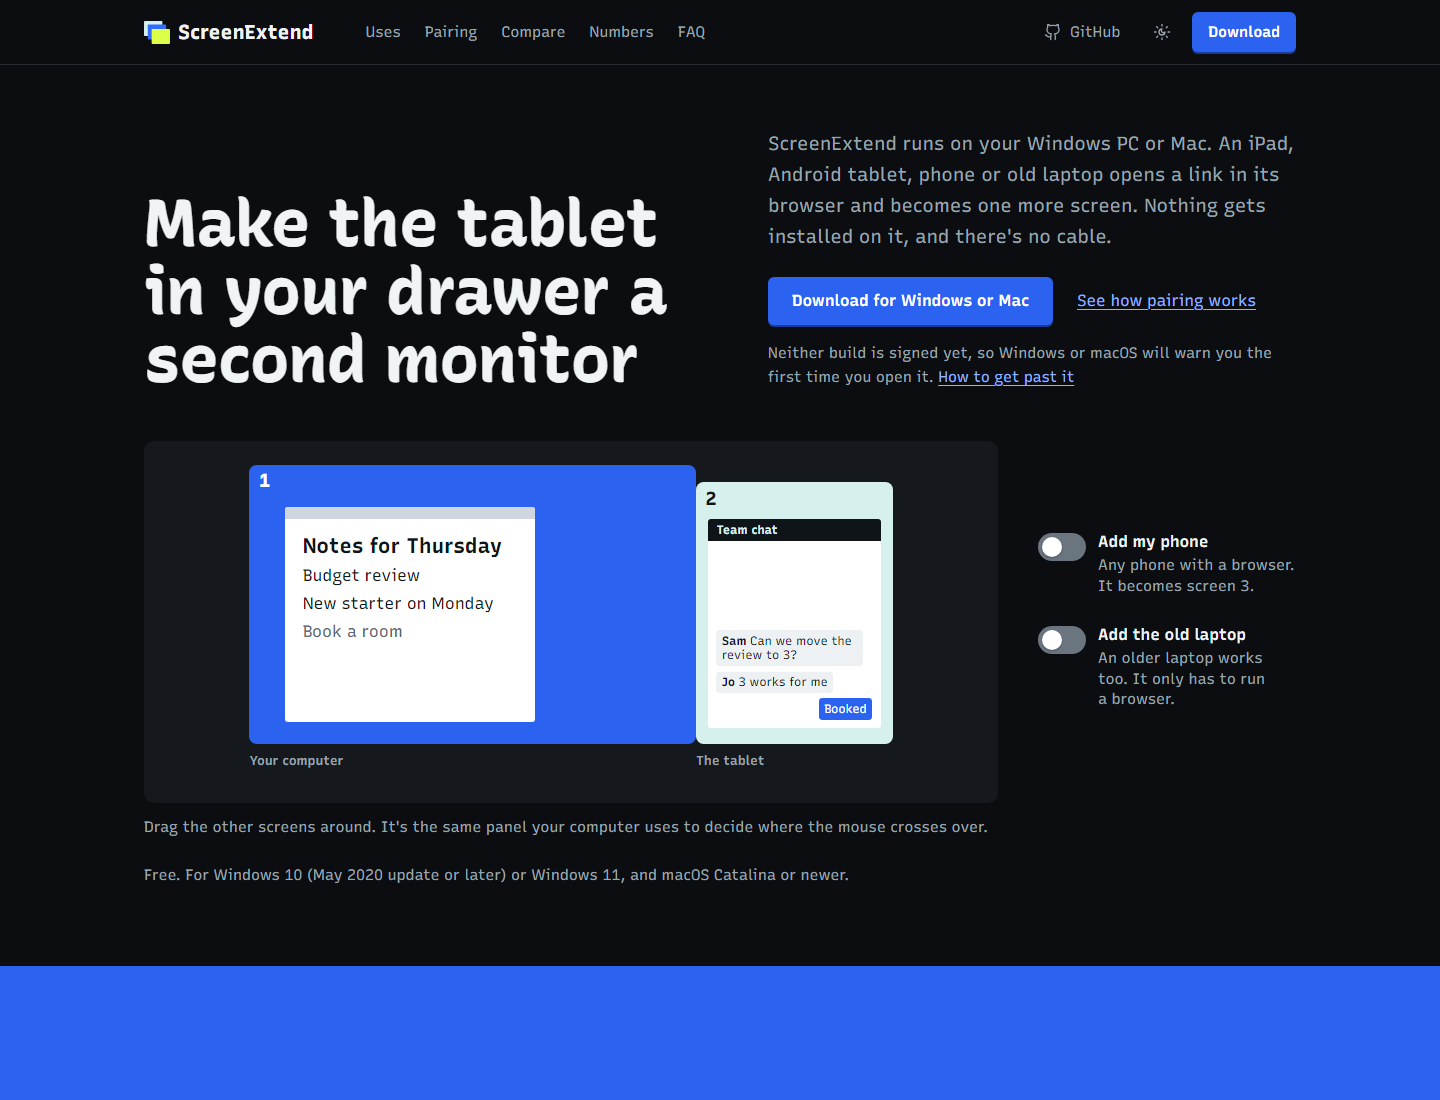 ScreenExtend
Uses
Pairing
Compare
Numbers
FAQ
GitHub
Download
Make the tablet
in your drawer a
second monitor
ScreenExtend runs on your Windows PC or Mac. An iPad,
Android tablet, phone or old laptop opens a link in its
browser and becomes one more screen. Nothing gets
installed on it, and there's no cable.
Download for Windows or Mac
See how pairing works
Neither build is signed yet, so Windows or macOS will warn you the
first time you open it. How to get past it
1
Notes for Thursday
Budget review
New starter on Monday
Book a room
Your computer
2
Team chat
Sam Can we move the
review to 3?
Jo 3 works for me
Booked
The tablet
Add my phone
Any phone with a browser.
It becomes screen 3.
Add the old laptop
An older laptop works
too. It only has to run
a browser.
Drag the other screens around. It's the same panel your computer uses to decide where the mouse crosses over.
Free. For Windows 10 (May 2020 update or later) or Windows 11, and macOS Catalina or newer.